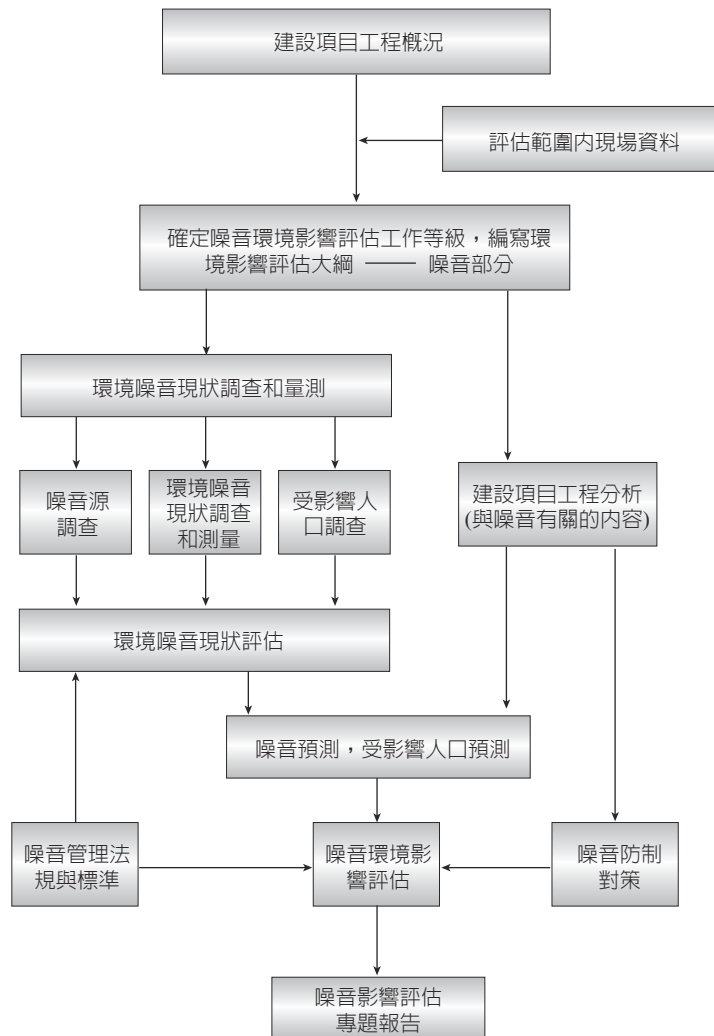 建設項目工程概況
評估範圍內現場資料
確定噪音環境影響評估工作等級，編寫環
境影響評估大綱 —— 噪音部分
環境噪音現狀調查和量測
噪音源
調查
環境噪音
現狀調查
和測量
受影響人
口調查
建設項目工程分析
(與噪音有關的內容)
環境噪音現狀評估
噪音預測，受影響人口預測
噪音管理法
規與標準
噪音環境影
響評估
噪音防制
對策
噪音影響評估
專題報告